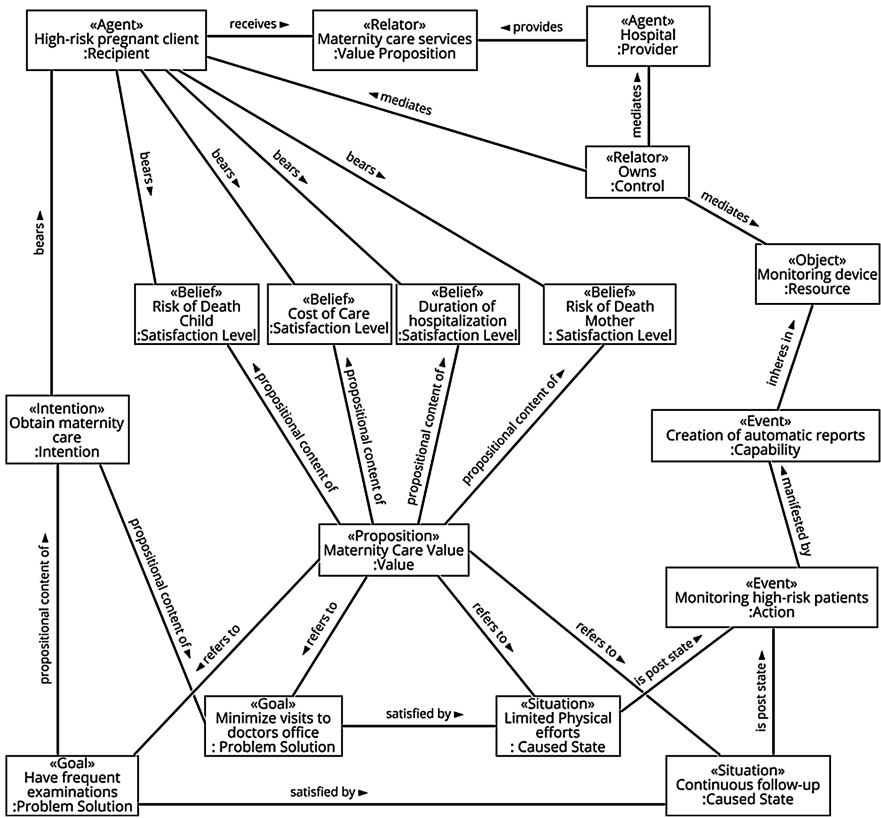 «Agent»
High-risk pregnant client
:Recipient
receives ►
«Relator»
Maternity care services
:Value Proposition
◄ provides
«Agent»
Hospital
:Provider
◄ mediates
mediates ►
«Relator»
Owns
:Control
mediates ►
bears ►
bears ►
bears ►
bears ►
bears ►
«Object»
Monitoring device
:Resource
«Belief»
Risk of Death
Child
:Satisfaction Level
«Belief»
Cost of Care
:Satisfaction Level
«Belief»
Duration of
hospitalization
:Satisfaction Level
«Belief»
Risk of Death
Mother
: Satisfaction Level
inheres in ►
«Intention»
Obtain maternity
care
:Intention
◄ propositional content of
◄ propositional content of
propositional content of ►
propositional content of ►
«Event»
Creation of automatic reports
:Capability
◄ manifested by
propositional content of ►
propositional content of ►
«Proposition»
Maternity Care Value
:Value
«Event»
Monitoring high-risk patients
:Action
◄ refers to
◄ refers to
refers to ►
refers to ►
is post state ►
is post state ►
«Goal»
Minimize visits to
doctors office
: Problem Solution
satisfied by ►
«Situation»
Limited Physical
efforts
: Caused State
«Goal»
Have frequent
examinations
:Problem Solution
satisfied by ►
«Situation»
Continuous follow-up
:Caused State